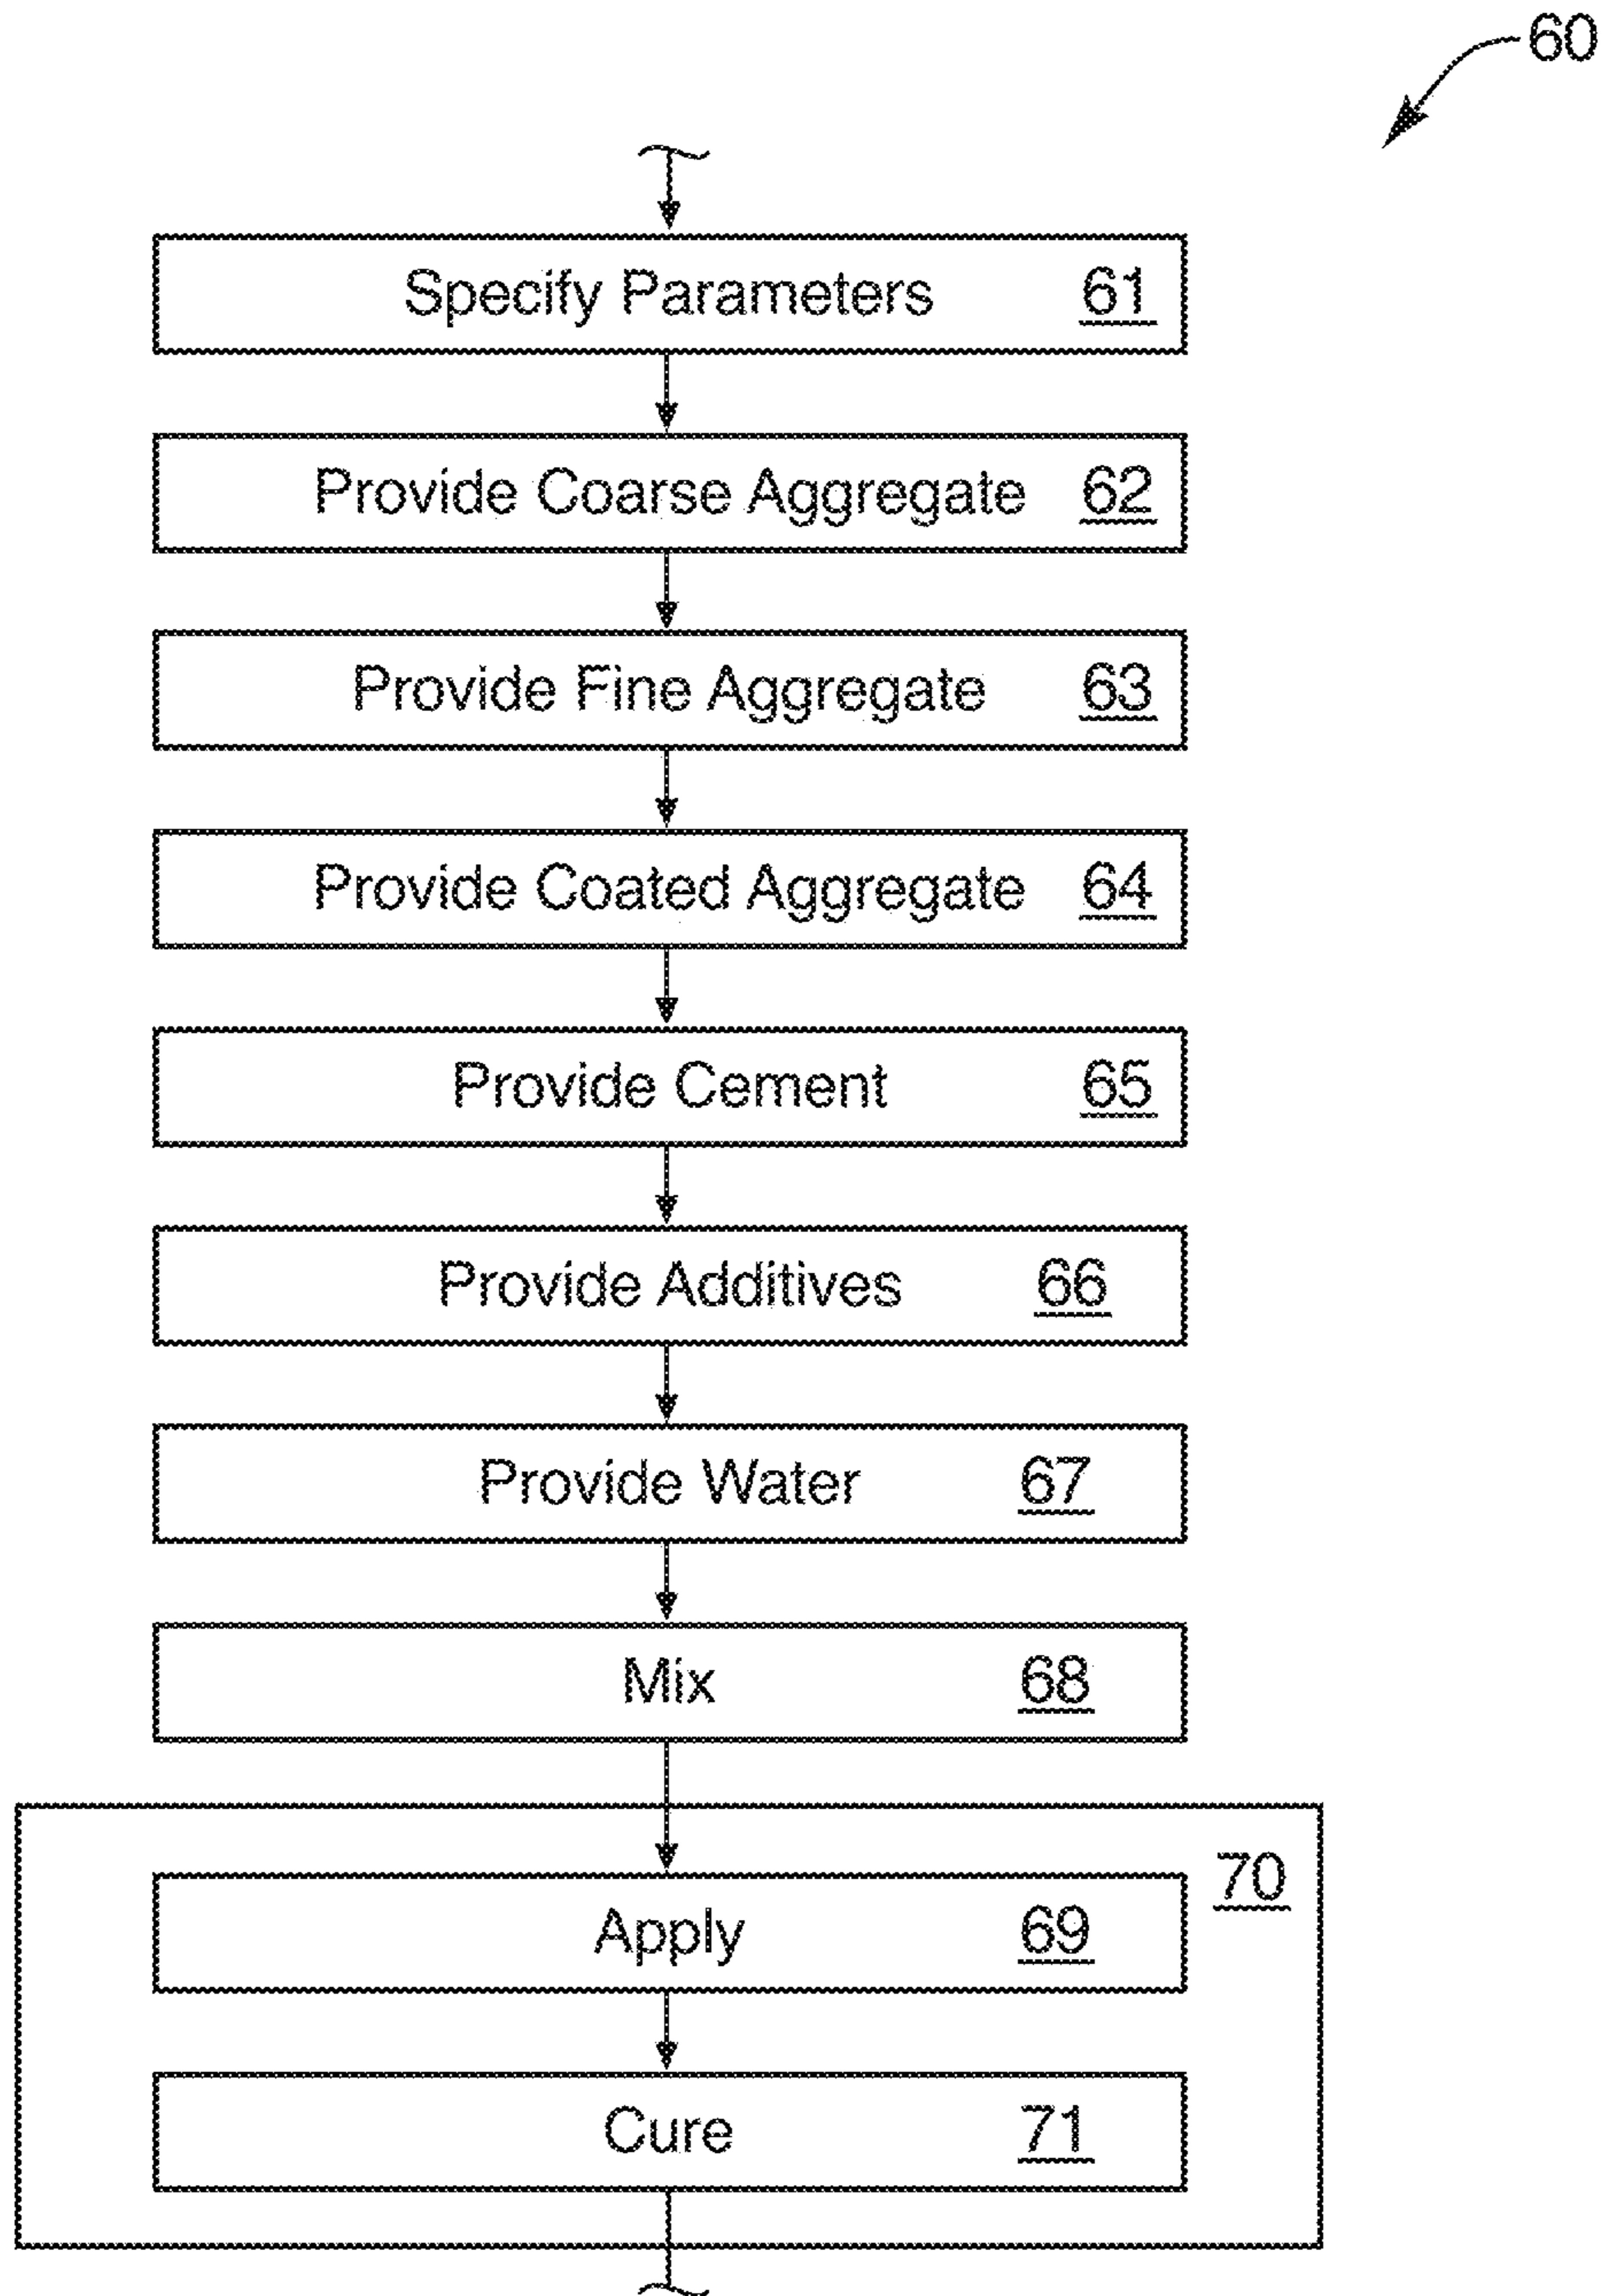 60
Specify Parameters 61
Provide Coarse Aggregate 62
Provide Fine Aggregate 63
Provide Coated Aggregate 64
Provide Cement 65
Provide Additives 66
Provide Water 67
Mix 68
70
Apply 69
Cure 71